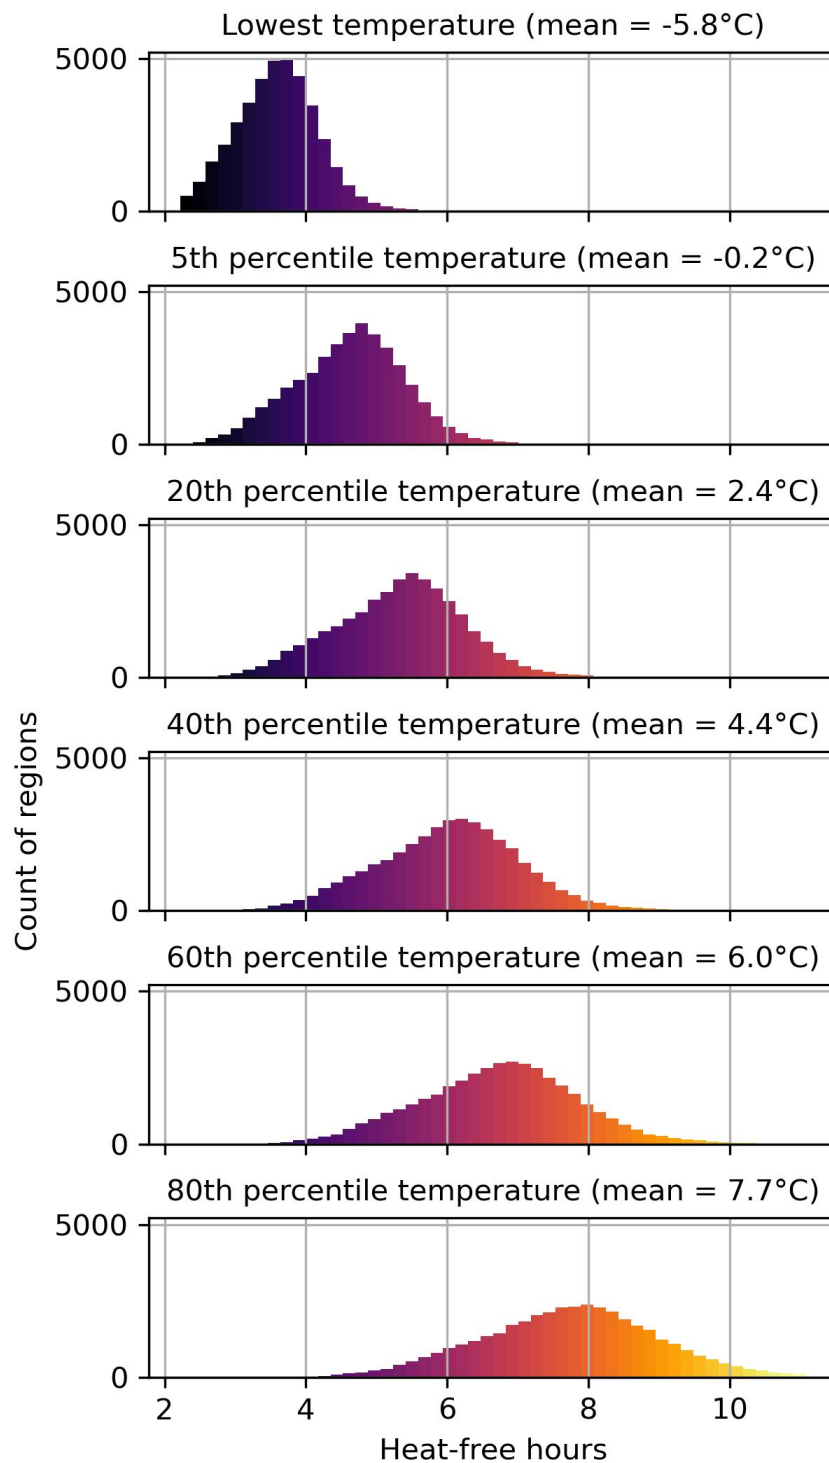 Lowest temperature (mean = -5.8°C)
5000
0
5th percentile temperature (mean = -0.2°C)
5000
0
20th percentile temperature (mean = 2.4°C)
5000
0
40th percentile temperature (mean = 4.4°C)
5000
0
60th percentile temperature (mean = 6.0°C)
5000
0
80th percentile temperature (mean = 7.7°C)
5000
0
2 4 6 8 10
Heat-free hours
Count of regions